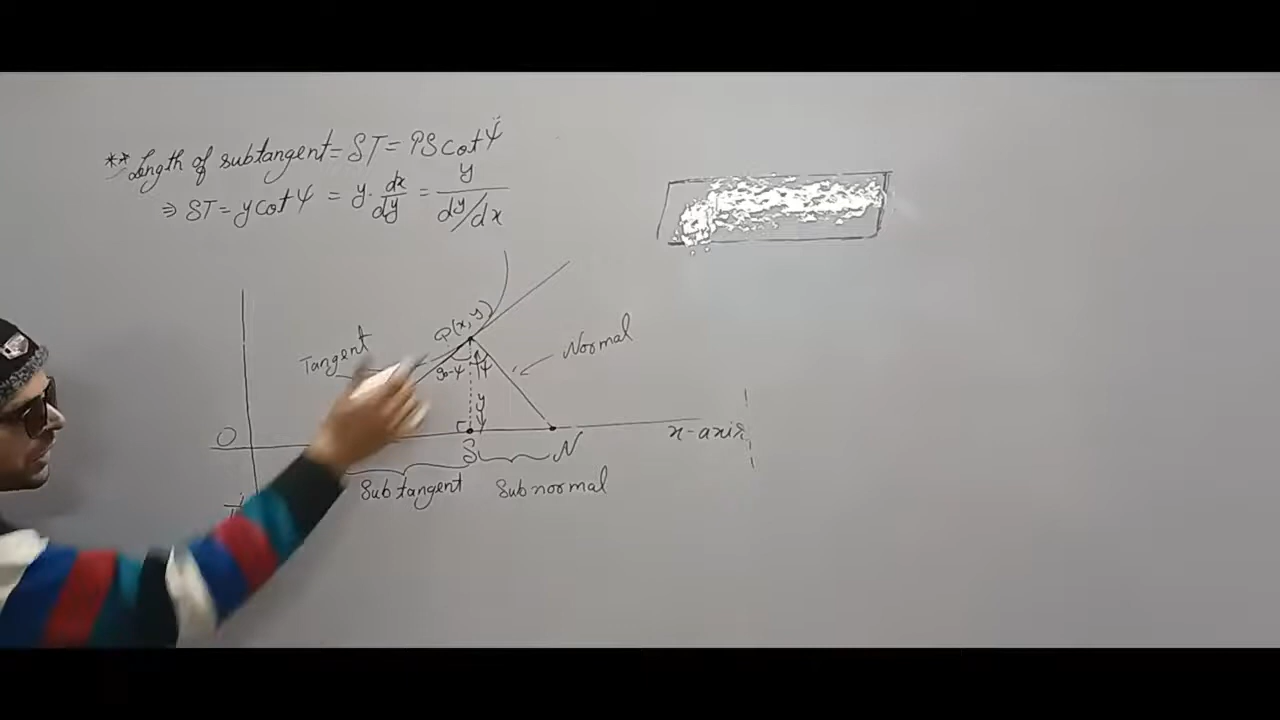 ** Length of subtangent = ST = PS cot ψ
⇒ ST = y cot ψ = y. dx/dy = y/dy/dx
P(x, y)
Tangent
Normal
90-ψ
ψ
y
O
S
N
x-axis
Subtangent
Subnormal